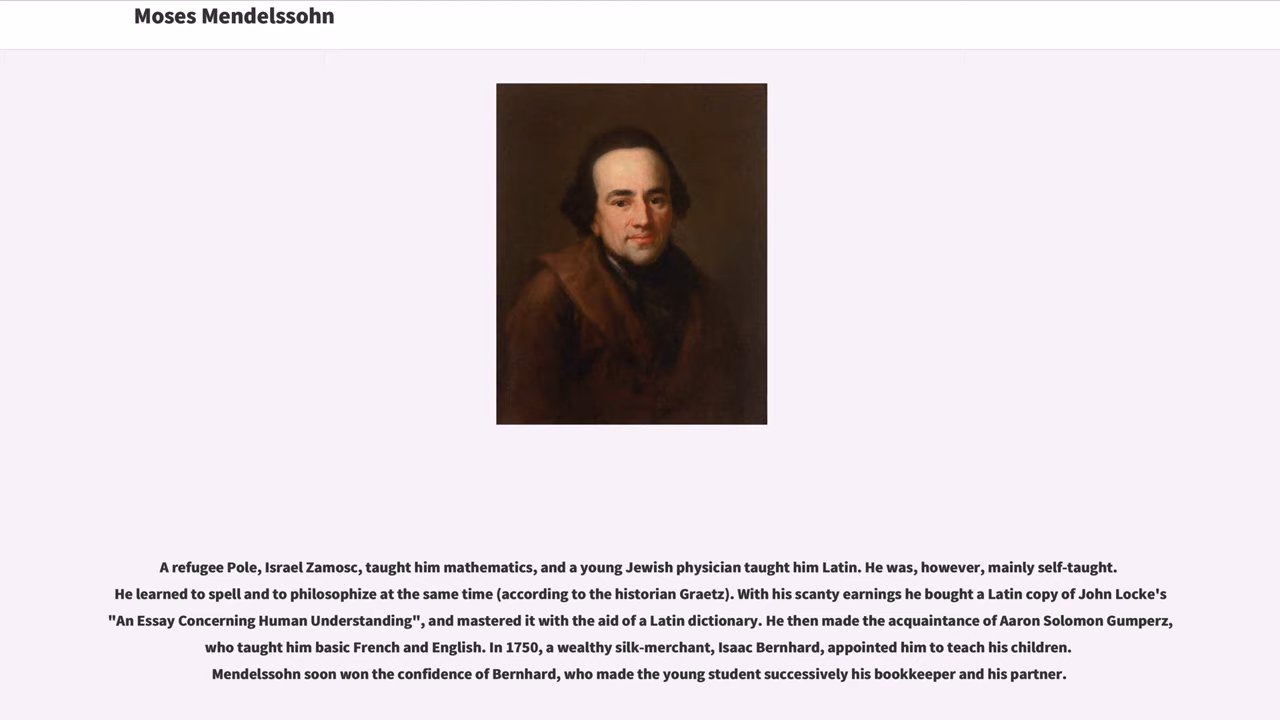 Moses Mendelssohn
A refugee Pole, Israel Zamosc, taught him mathematics, and a young Jewish physician taught him Latin. He was, however, mainly self-taught.
He learned to spell and to philosophize at the same time (according to the historian Graetz). With his scanty earnings he bought a Latin copy of John Locke's
"An Essay Concerning Human Understanding", and mastered it with the aid of a Latin dictionary. He then made the acquaintance of Aaron Solomon Gumperz,
who taught him basic French and English. In 1750, a wealthy silk-merchant, Isaac Bernhard, appointed him to teach his children.
Mendelssohn soon won the confidence of Bernhard, who made the young student successively his bookkeeper and his partner.